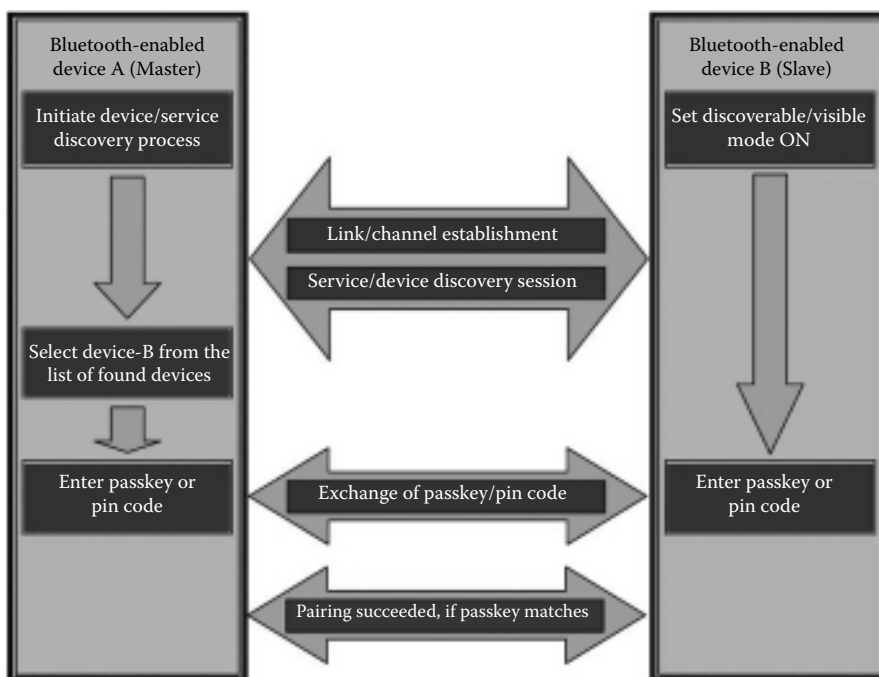 Bluetooth-enabled
device A (Master)
Initiate device/service
discovery process
Select device-B from the
list of found devices
Enter passkey or
pin code
Link/channel establishment
Service/device discovery session
Exchange of passkey/pin code
Pairing succeeded, if passkey matches
Bluetooth-enabled
device B (Slave)
Set discoverable/visible
mode ON
Enter passkey or
pin code